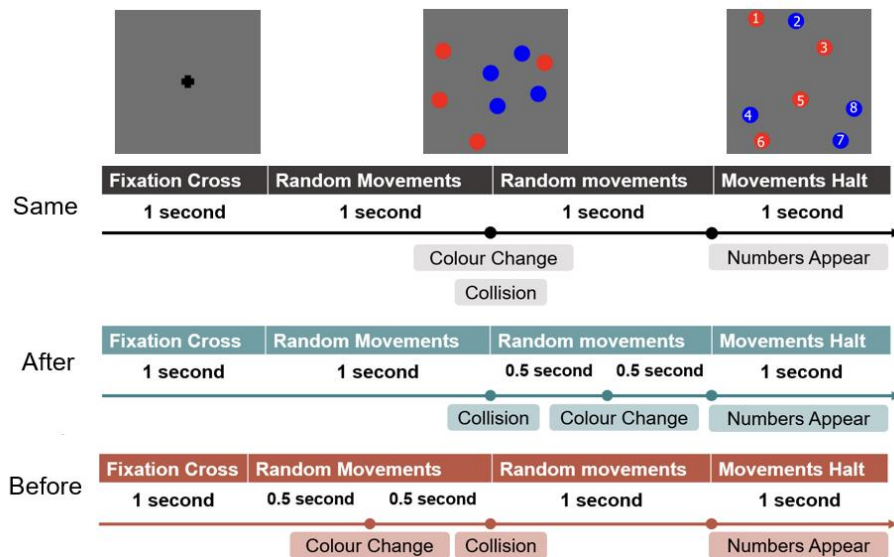 1 2
3
5
4 8
6 7
Same
Fixation Cross Random Movements Random movements Movements Halt
1 second 1 second 1 second 1 second
Colour Change Numbers Appear
Collision
After
Fixation Cross Random Movements Random movements Movements Halt
1 second 1 second 0.5 second 0.5 second 1 second
Collision Colour Change Numbers Appear
Before
Fixation Cross Random Movements Random movements Movements Halt
1 second 0.5 second 0.5 second 1 second 1 second
Colour Change Collision Numbers Appear